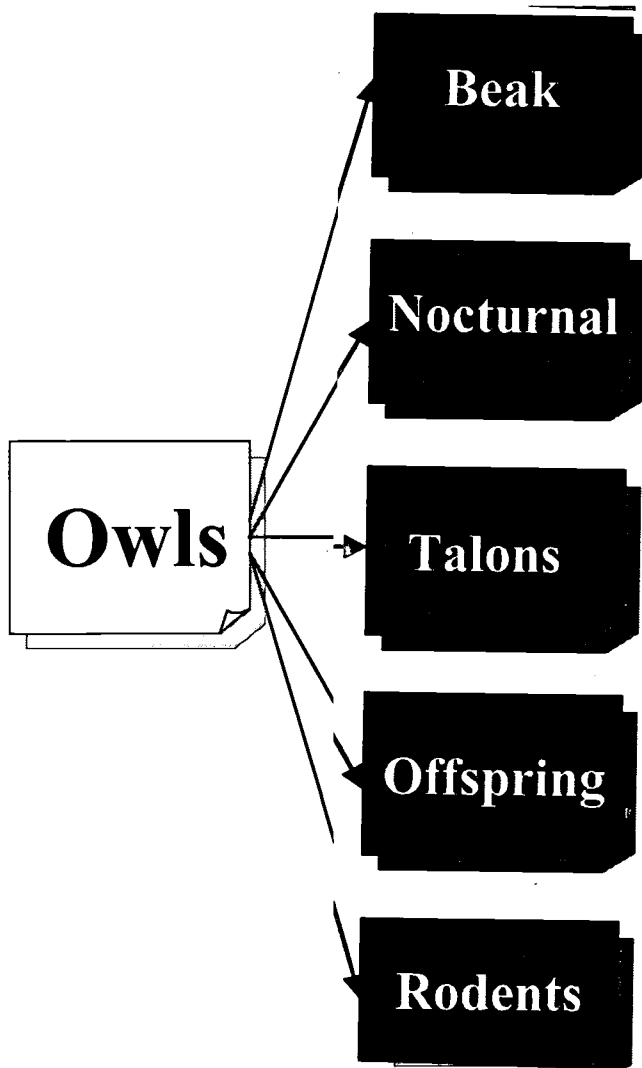 Beak
Nocturnal
Owls
Talons
Offspring
Rodents